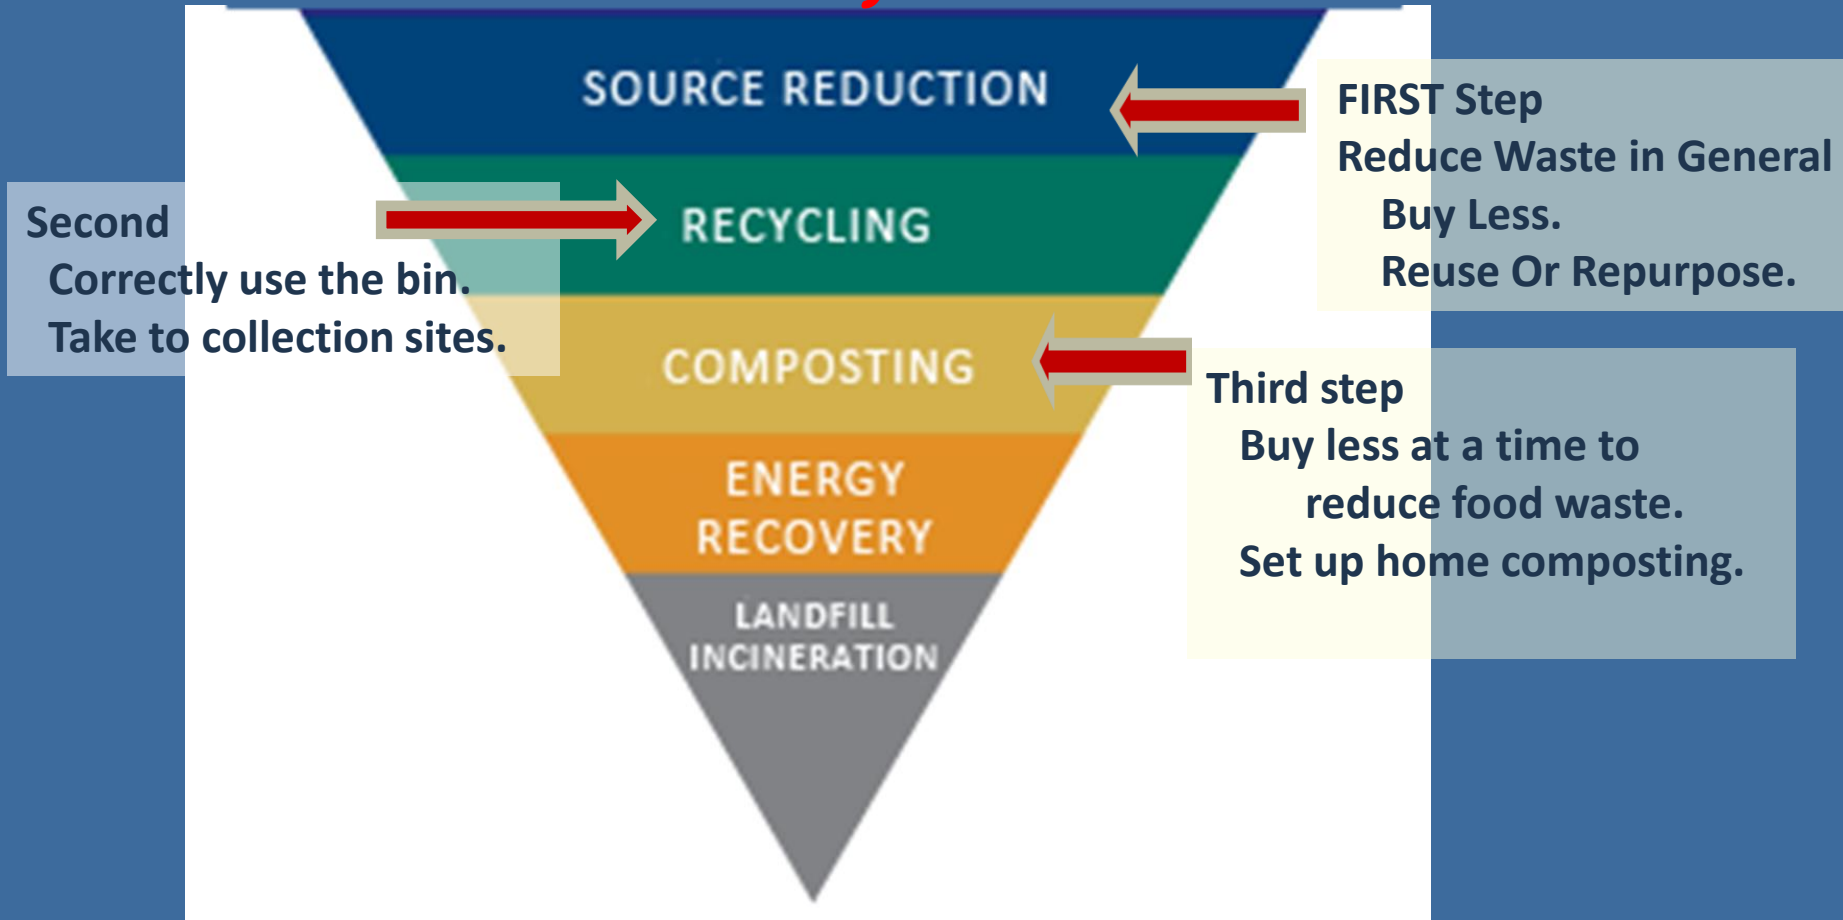 SOURCE REDUCTION
FIRST Step
Reduce Waste in General
Buy Less.
Reuse Or Repurpose.
RECYCLING
Second
Correctly use the bin.
Take to collection sites.
COMPOSTING
Third step
Buy less at a time to
reduce food waste.
Set up home composting.
ENERGY
RECOVERY
LANDFILL
INCINERATION